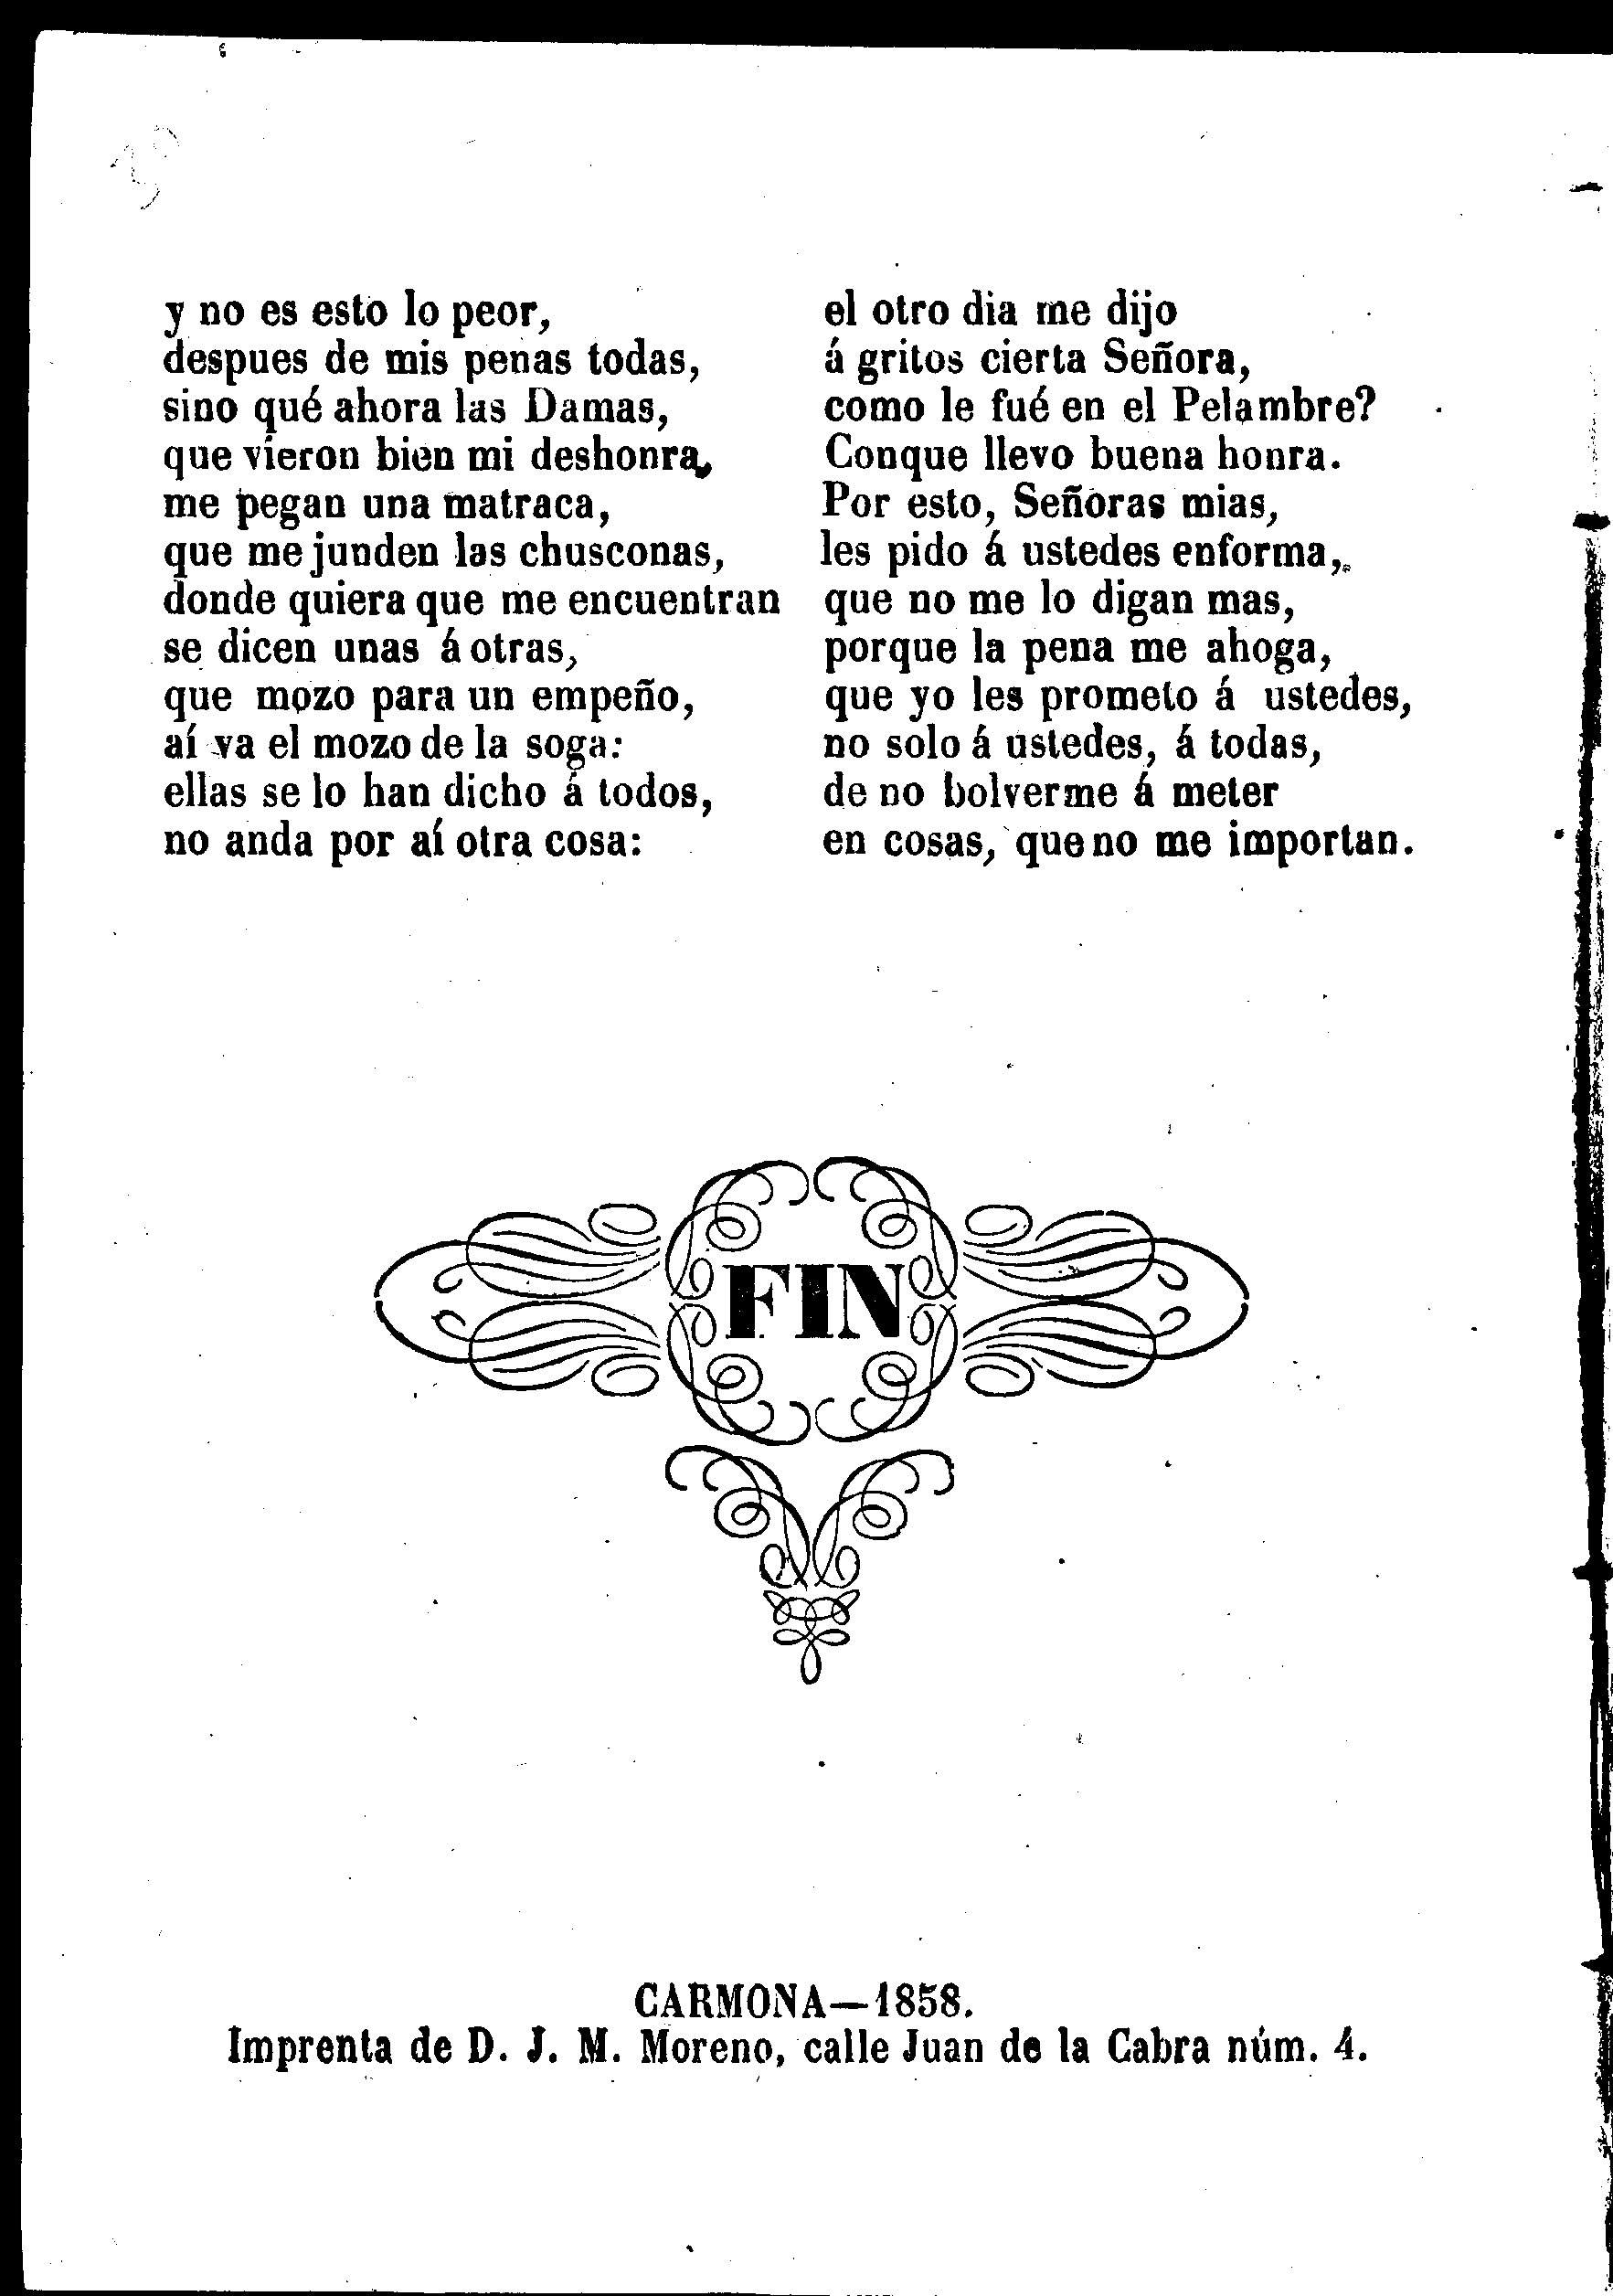 y no es esto lo peor,
despues de mis penas todas,
sino qué ahora las Damas,
que vieron bien mi deshonra,
me pegan una matraca,
que me junden las chusconas,
donde quiera que me encuentran
se dicen unas á otras,
que mozo para un empeño,
aí va el mozo de la soga:
ellas se lo han dicho á todos,
no anda por aí otra cosa:
el otro dia me dijo
á gritos cierta Señora,
como le fué en el Pelambre?
Conque llevo buena honra.
Por esto, Señoras mias,
les pido á ustedes enforma,
que no me lo digan mas,
porque la pena me ahoga,
que yo les prometo á ustedes,
no solo á ustedes, á todas,
de no bolverme á meter
en cosas, que no me importan.
FIN
CARMONA—1858.
Imprenta de D. J. M. Moreno, calle Juan de la Cabra núm. 4.